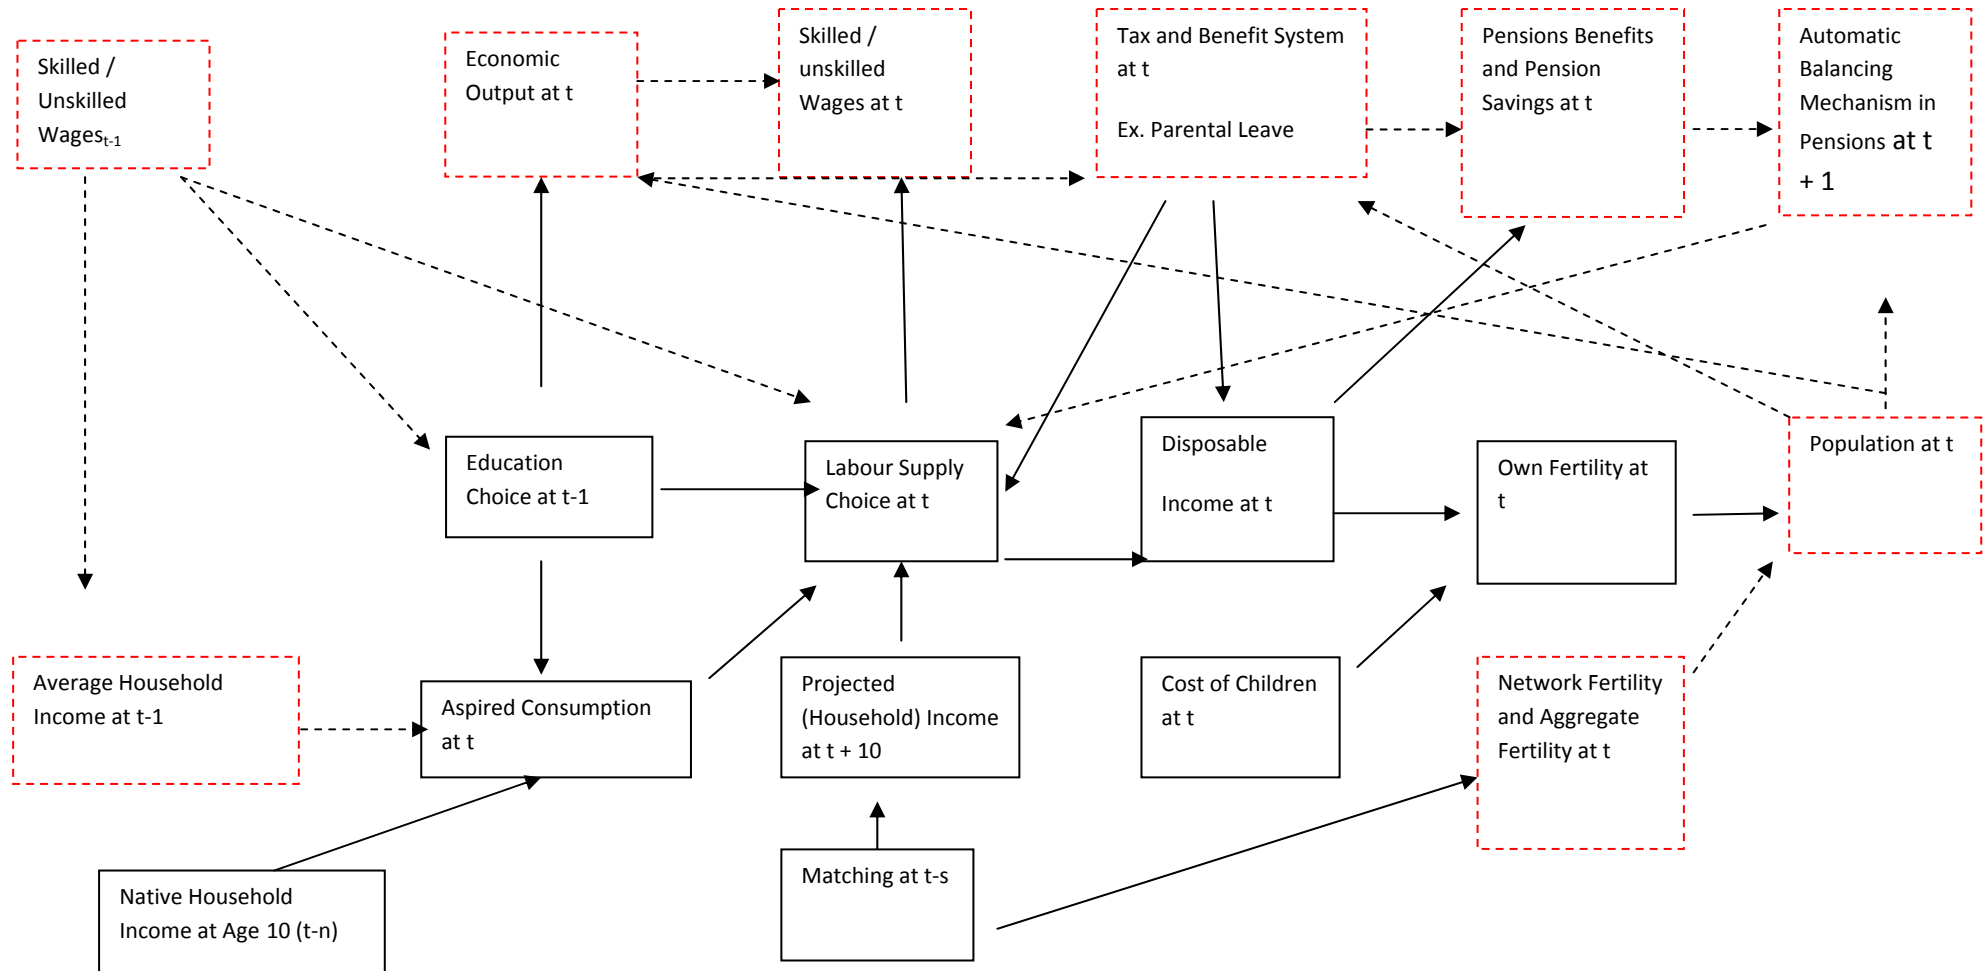 Skilled /
Unskilled
Wagest-1
Economic
Output at t
Skilled /
unskilled
Wages at t
Tax and Benefit System
at t
Ex. Parental Leave
Pensions Benefits
and Pension
Savings at t
Automatic
Balancing
Mechanism in
Pensions at t
+ 1
Education
Choice at t-1
Labour Supply
Choice at t
Disposable
Income at t
Own Fertility at
t
Population at t
Average Household
Income at t-1
Aspired Consumption
at t
Projected
(Household) Income
at t + 10
Cost of Children
at t
Network Fertility
and Aggregate
Fertility at t
Native Household
Income at Age 10 (t-n)
Matching at t-s